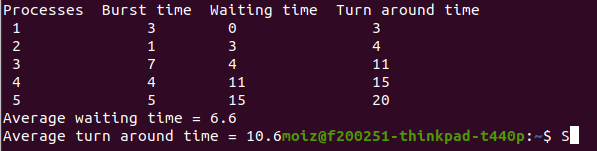 Processes  Burst time  Waiting time  Turn around time
1  3  0  3
2  1  3  4
3  7  4  11
4  4  11  15
5  5  15  20
Average waiting time = 6.6
Average turn around time = 10.6moiz@f200251-thinkpad-t440p:~$ S